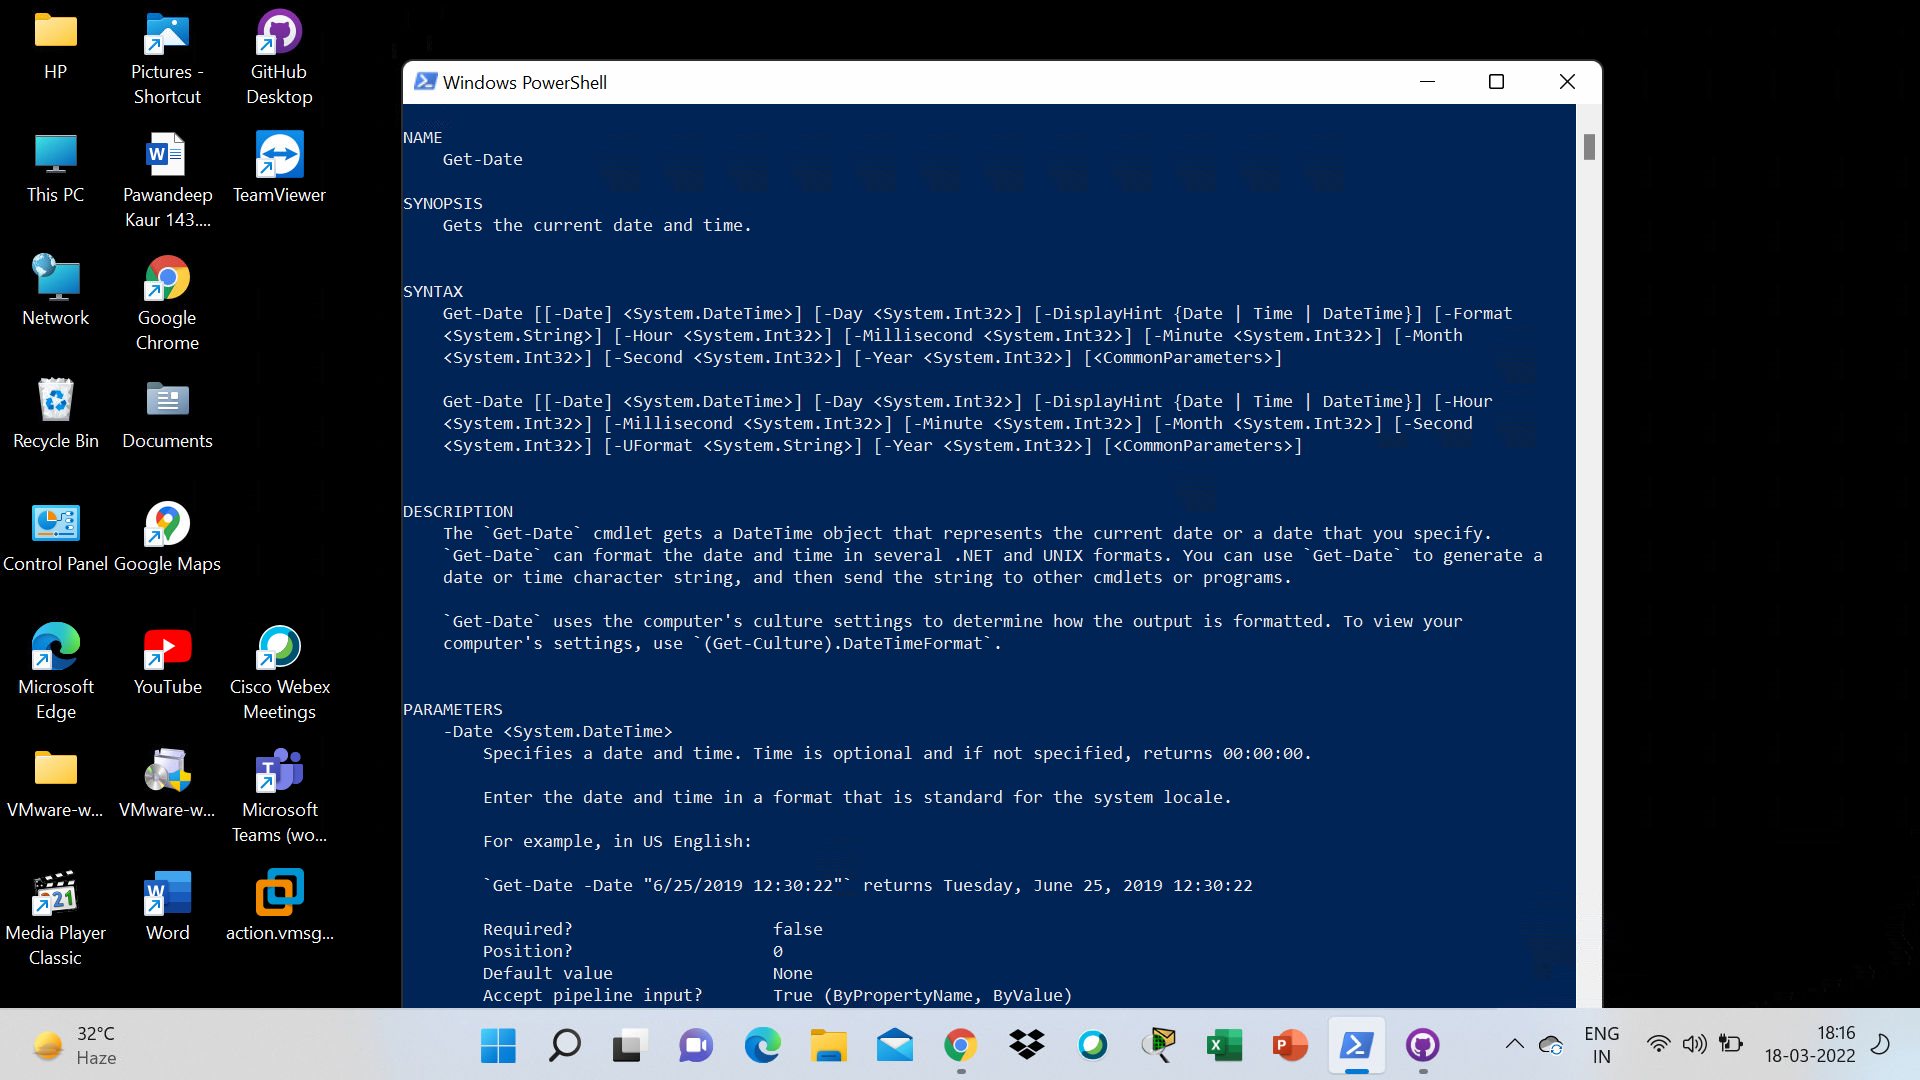 HP
Pictures -
Shortcut
GitHub
Desktop
This PC
Pawandeep
Kaur 143....
TeamViewer
Network
Google
Chrome
Recycle Bin
Documents
Control Panel
Google Maps
Microsoft
Edge
YouTube
Cisco Webex
Meetings
VMware-w...
VMware-w...
Microsoft
Teams (wo...
Media Player
Classic
Word
action.vmsg...
Windows PowerShell
NAME
Get-Date
SYNOPSIS
Gets the current date and time.
SYNTAX
Get-Date [[-Date] <System.DateTime>] [-Day <System.Int32>] [-DisplayHint {Date | Time | DateTime}] [-Format
<System.String>] [-Hour <System.Int32>] [-Millisecond <System.Int32>] [-Minute <System.Int32>] [-Month
<System.Int32>] [-Second <System.Int32>] [-Year <System.Int32>] [<CommonParameters>]
Get-Date [[-Date] <System.DateTime>] [-Day <System.Int32>] [-DisplayHint {Date | Time | DateTime}] [-Hour
<System.Int32>] [-Millisecond <System.Int32>] [-Minute <System.Int32>] [-Month <System.Int32>] [-Second
<System.Int32>] [-UFormat <System.String>] [-Year <System.Int32>] [<CommonParameters>]
DESCRIPTION
The `Get-Date` cmdlet gets a DateTime object that represents the current date or a date that you specify.
`Get-Date` can format the date and time in several .NET and UNIX formats. You can use `Get-Date` to generate a
date or time character string, and then send the string to other cmdlets or programs.
`Get-Date` uses the computer's culture settings to determine how the output is formatted. To view your
computer's settings, use `(Get-Culture).DateTimeFormat`.
PARAMETERS
-Date <System.DateTime>
Specifies a date and time. Time is optional and if not specified, returns 00:00:00.
Enter the date and time in a format that is standard for the system locale.
For example, in US English:
`Get-Date -Date "6/25/2019 12:30:22"` returns Tuesday, June 25, 2019 12:30:22
Required? false
Position? 0
Default value None
Accept pipeline input? True (ByPropertyName, ByValue)
32°C
Haze
ENG
IN
18:16
18-03-2022